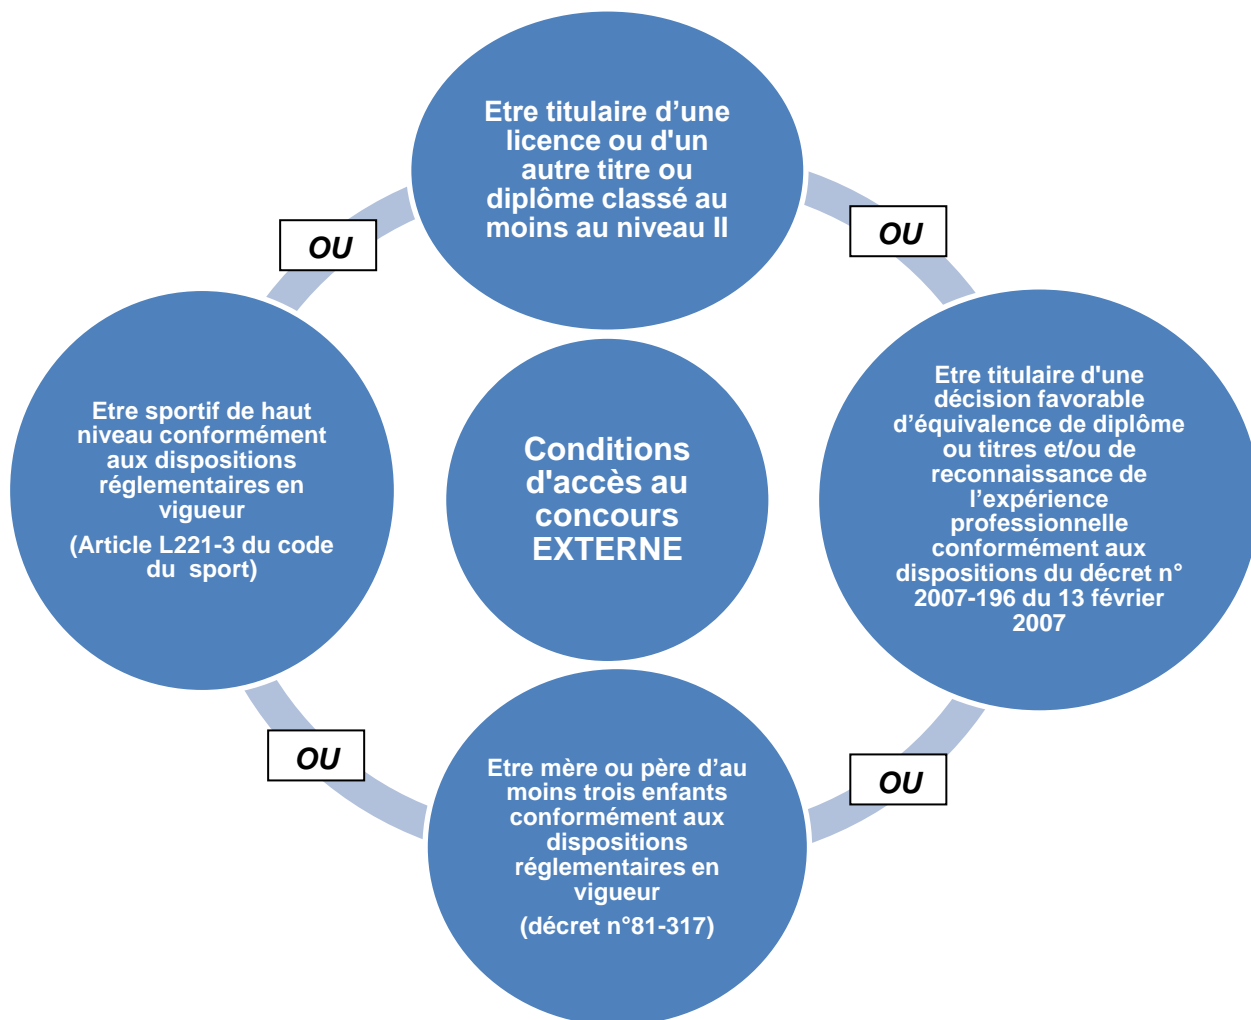 Etre titulaire d’une
licence ou d'un
autre titre ou
diplôme classé au
moins au niveau II
OU
OU
Etre sportif de haut
niveau conformément
aux dispositions
réglementaires en
vigueur
(Article L221-3 du code
du  sport)
Conditions
d'accès au
concours
EXTERNE
Etre titulaire d'une
décision favorable
d’équivalence de diplôme
ou titres et/ou de
reconnaissance de
l’expérience
professionnelle
conformément aux
dispositions du décret n°
2007-196 du 13 février
2007
OU
OU
Etre mère ou père d’au
moins trois enfants
conformément aux
dispositions
réglementaires en
vigueur
(décret n°81-317)